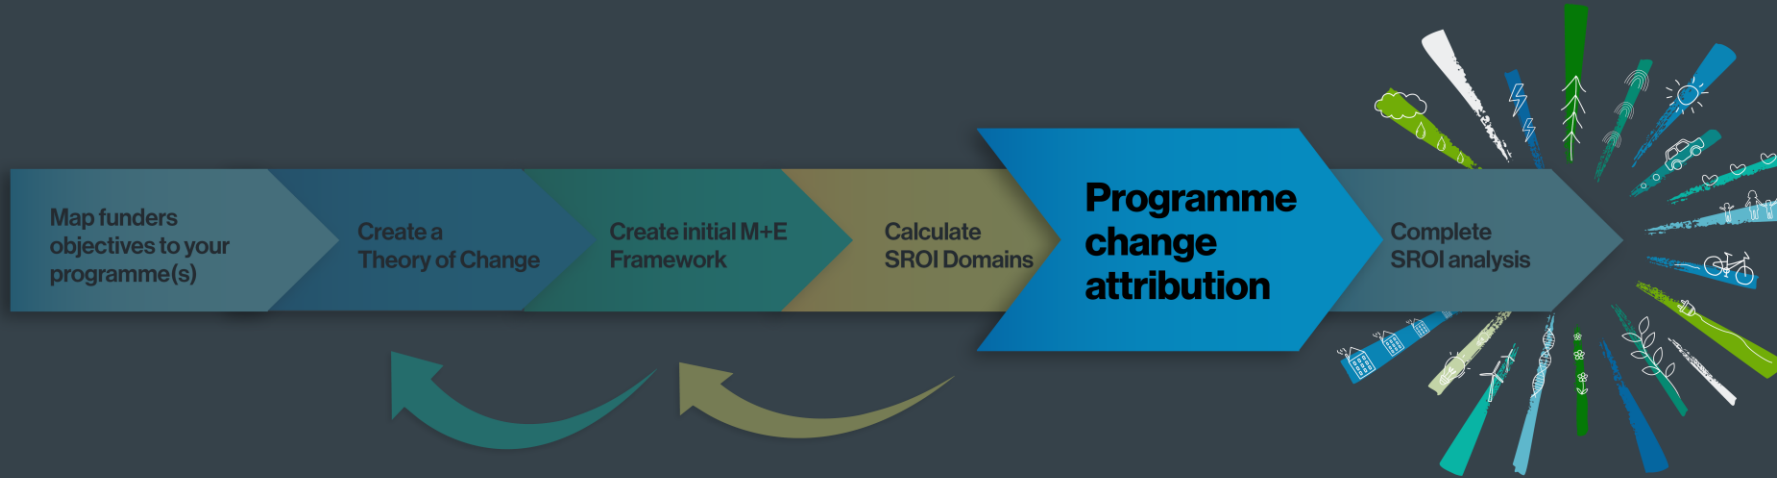 Map funders
objectives to your
programme(s)
Create a
Theory of Change
Create initial M+E
Framework
Calculate
SROI Domains
Programme
change
attribution
Complete
SROI analysis